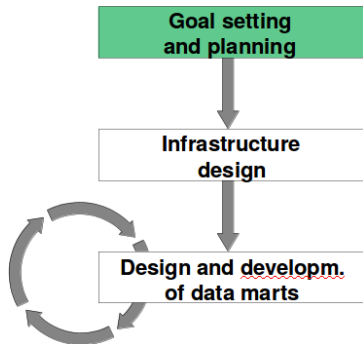 Goal setting
and planning
Infrastructure
design
Design and developm.
of data marts